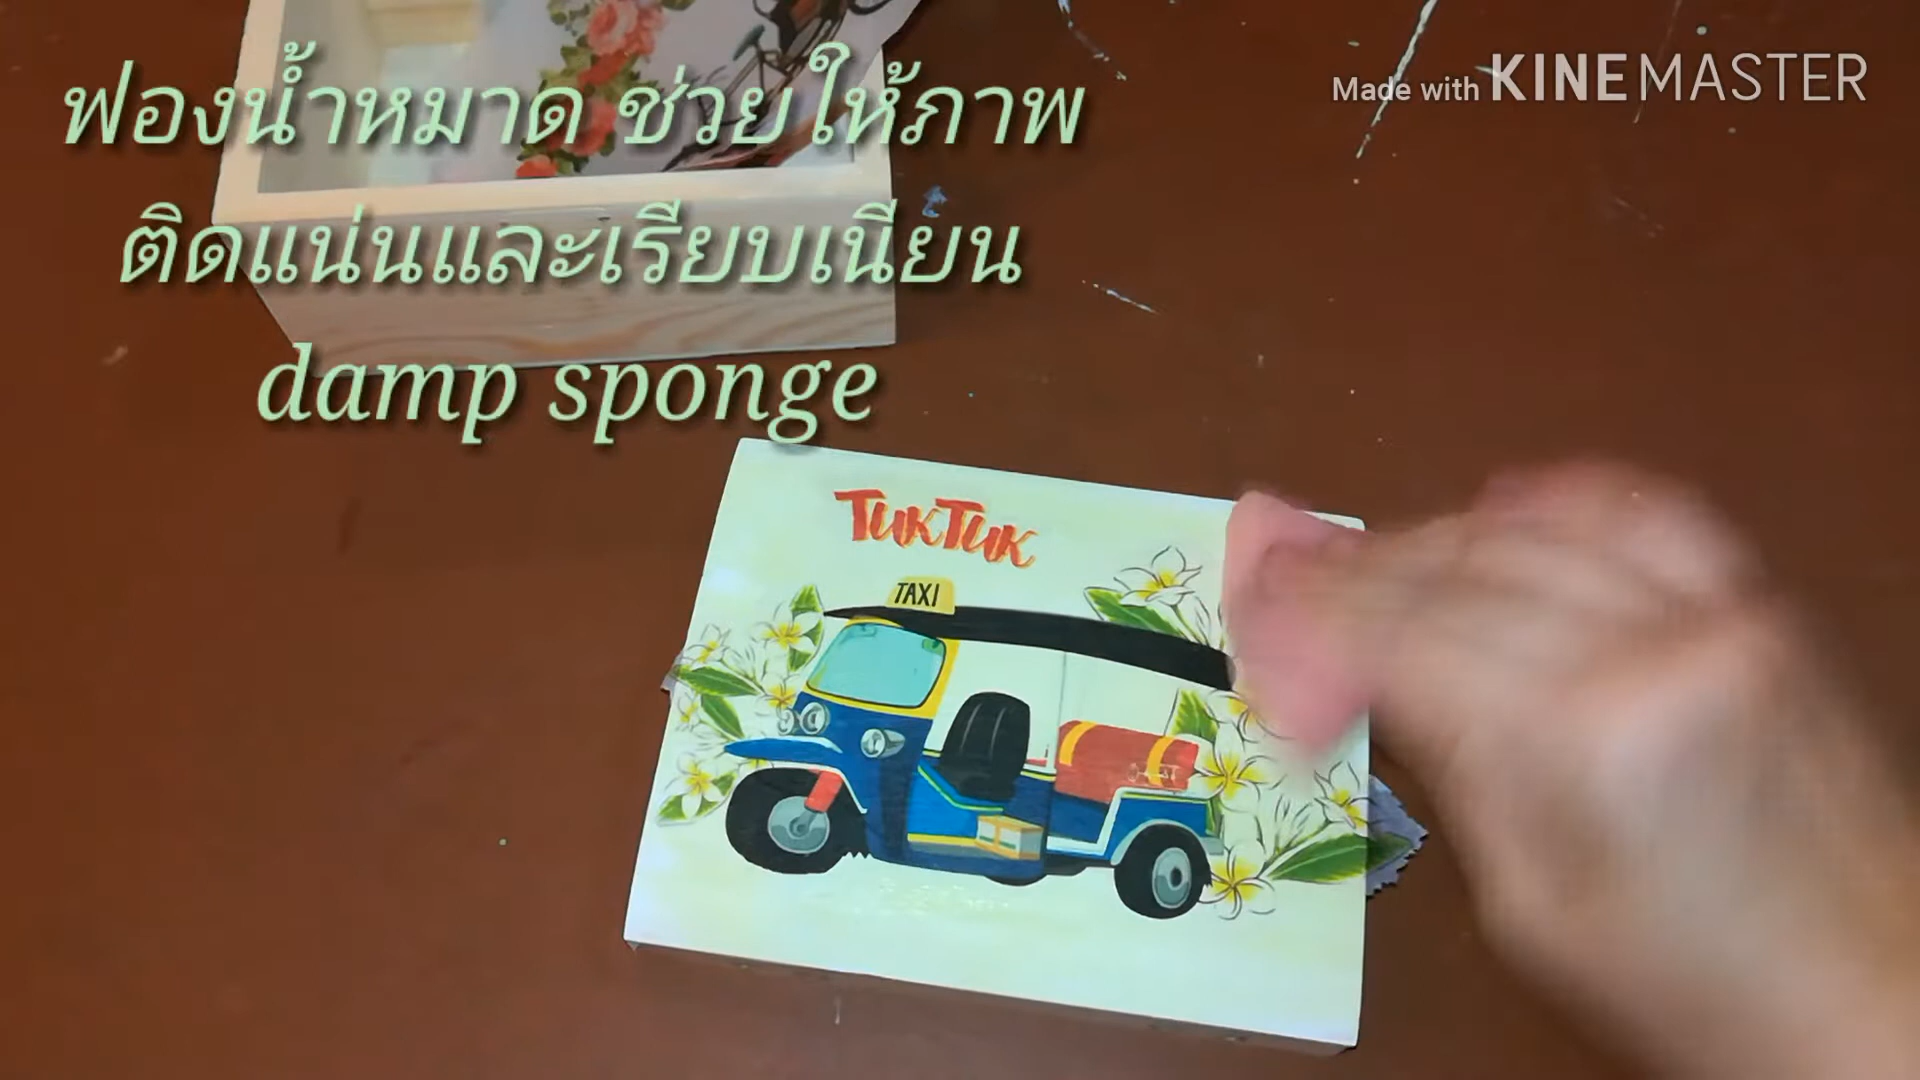 ฟองน้ำหมาด ช่วยให้ภาพ
ติดแน่นและเรียบเนียน
damp sponge
Made with KINEMASTER
TukTuk
TAXI